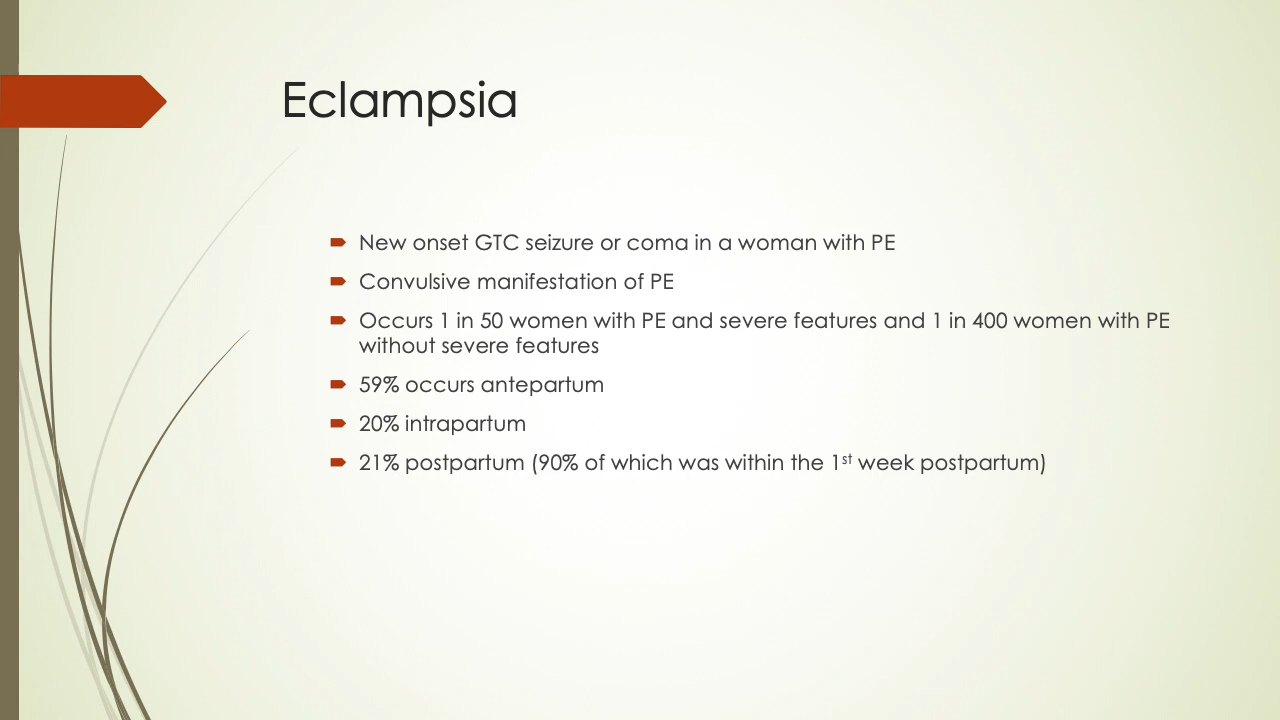 Eclampsia
New onset GTC seizure or coma in a woman with PE
Convulsive manifestation of PE
Occurs 1 in 50 women with PE and severe features and 1 in 400 women with PE
without severe features
59% occurs antepartum
20% intrapartum
21% postpartum (90% of which was within the 1st week postpartum)